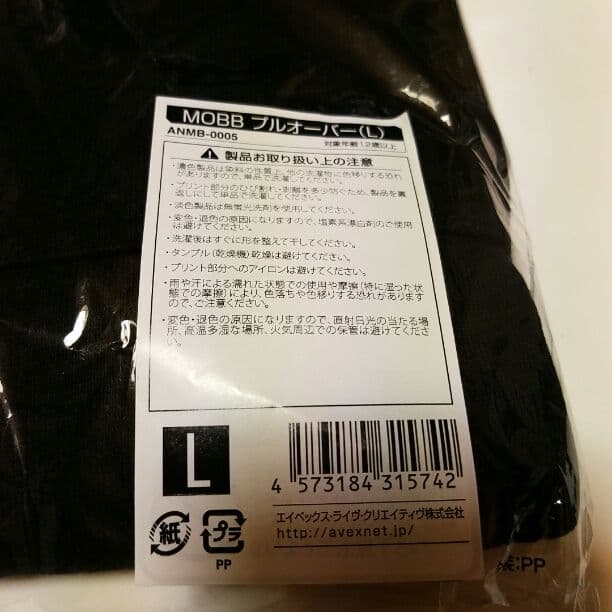 MOBB プルオーバー(L)
ANMB-0005 対象年齢12歳以上
製品お取り扱い上の注意
・濃色製品は染料の性質上、他の洗濯物に色移りする恐れ
がありますので、単品で洗濯してください。
・プリント部分のひび割れ・剥離を多少防ぐため、製品を裏
返しにして単品で洗濯してください。
・淡色製品は無蛍光洗剤を使用してください。
・変色・退色の原因になりますので、塩素系漂白剤のご使用
は避けてください。
・洗濯後はすぐに形を整えて干してください。
・タンブル(乾燥機)乾燥は避けてください。
・プリント部分へのアイロンは避けてください。
・雨や汗による濡れた状態での使用や摩擦(特に湿った状
態での摩擦)により、色落ちや色移りする恐れがありますの
で、ご注意ください。
・変色・退色の原因になりますので、直射日光の当たる場
所、高温多湿な場所、火気周辺での保管は避けてくださ
い。
L
4 573184 315742
エイベックス・ライヴ・クリエイティヴ株式会社
http://avexnet.jp/
紙 プラ
PP
:PP